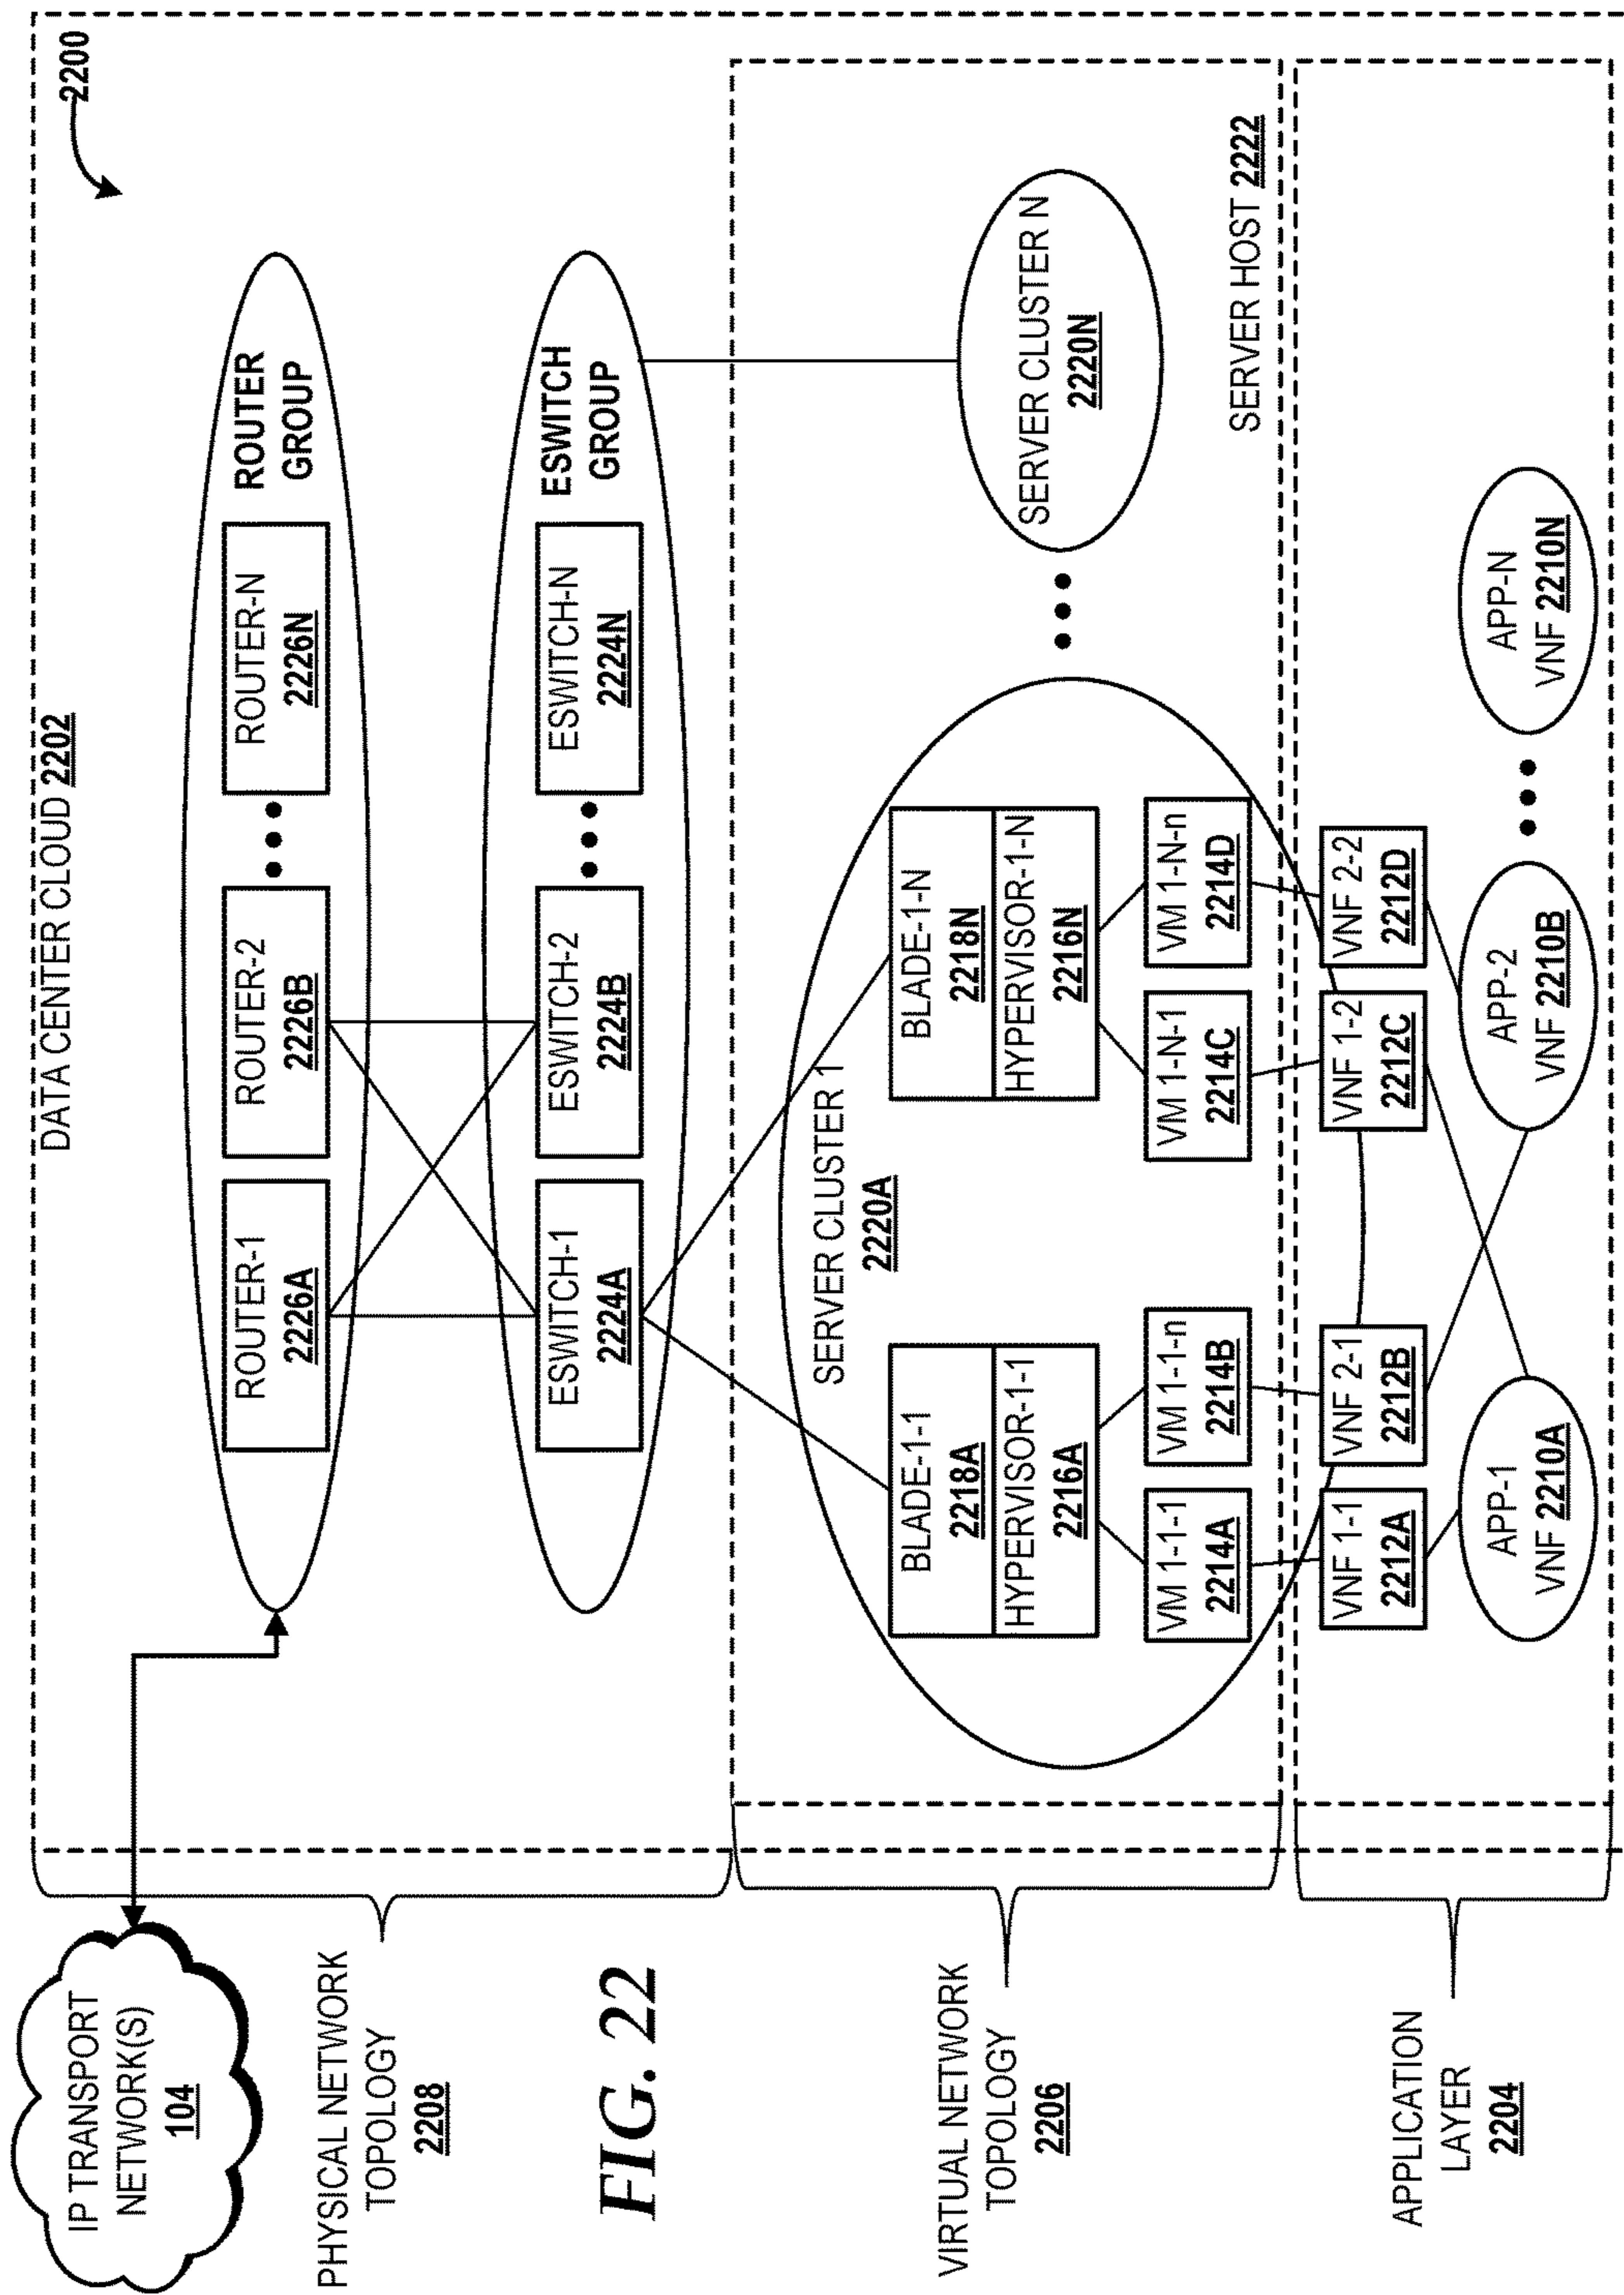 2200
DATA CENTER CLOUD 2202
IP TRANSPORT
NETWORK(S)
104
ROUTER-1
2226A
ROUTER-2
2226B
ROUTER-N
2226N
ROUTER
GROUP
PHYSICAL NETWORK
TOPOLOGY
2208
ESWITCH-1
2224A
ESWITCH-2
2224B
ESWITCH-N
2224N
ESWITCH
GROUP
FIG. 22
SERVER CLUSTER 1
2220A
SERVER CLUSTER N
2220N
VIRTUAL NETWORK
TOPOLOGY
2206
BLADE-1-1
2218A
HYPERVISOR-1-1
2216A
BLADE-1-N
2218N
HYPERVISOR-1-N
2216N
VM 1-1-1
2214A
VM 1-1-n
2214B
VM 1-N-1
2214C
VM 1-N-n
2214D
SERVER HOST 2222
APPLICATION
LAYER
2204
VNF 1-1
2212A
VNF 2-1
2212B
VNF 1-2
2212C
VNF 2-2
2212D
APP-1
VNF 2210A
APP-2
VNF 2210B
APP-N
VNF 2210N